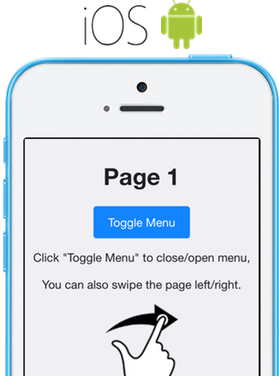 iOS
Page 1
Toggle Menu
Click "Toggle Menu" to close/open menu,
You can also swipe the page left/right.